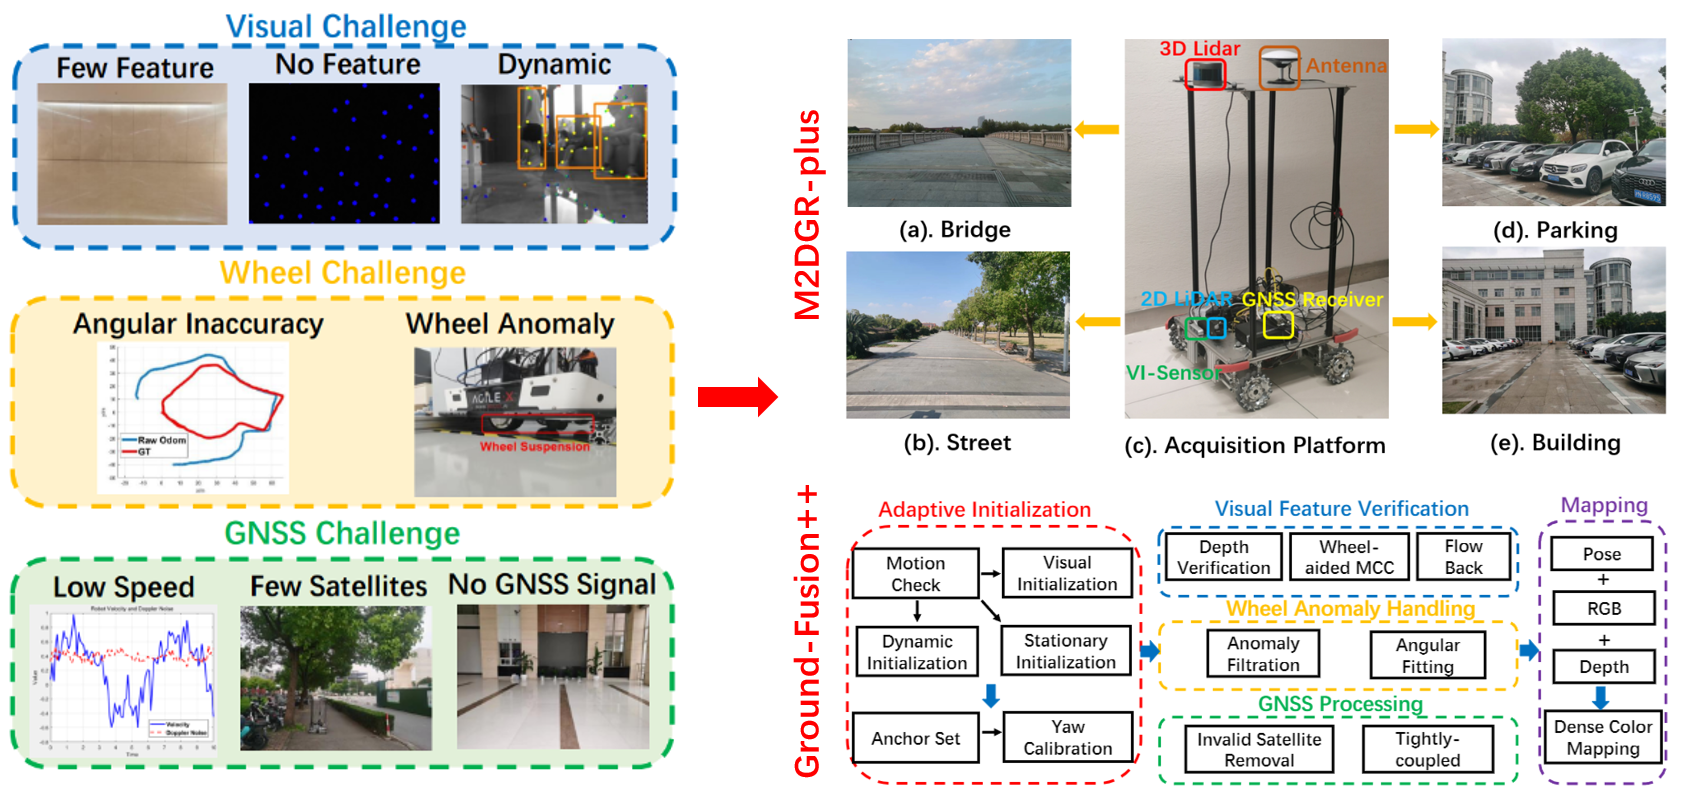 Visual Challenge
Few Feature
No Feature
Dynamic
Wheel Challenge
Angular Inaccuracy
Raw Odom
GT
Wheel Anomaly
AGILE X
Wheel Suspension
GNSS Challenge
Low Speed
Robot Velocity and Doppler Noise
Value
Velocity
Doppler Noise
Time
Few Satellites
No GNSS Signal
M2DGR-plus
(a). Bridge
(b). Street
3D Lidar
Antenna
2D LiDAR
GNSS Receiver
VI-Sensor
(c). Acquisition Platform
(d). Parking
(e). Building
Ground-Fusion++
Adaptive Initialization
Motion
Check
Visual
Initialization
Dynamic
Initialization
Stationary
Initialization
Anchor Set
Yaw
Calibration
Visual Feature Verification
Depth
Verification
Wheel-
aided MCC
Flow
Back
Wheel Anomaly Handling
Anomaly
Filtration
Angular
Fitting
GNSS Processing
Invalid Satellite
Removal
Tightly-
coupled
Mapping
Pose
+
RGB
+
Depth
Dense Color
Mapping